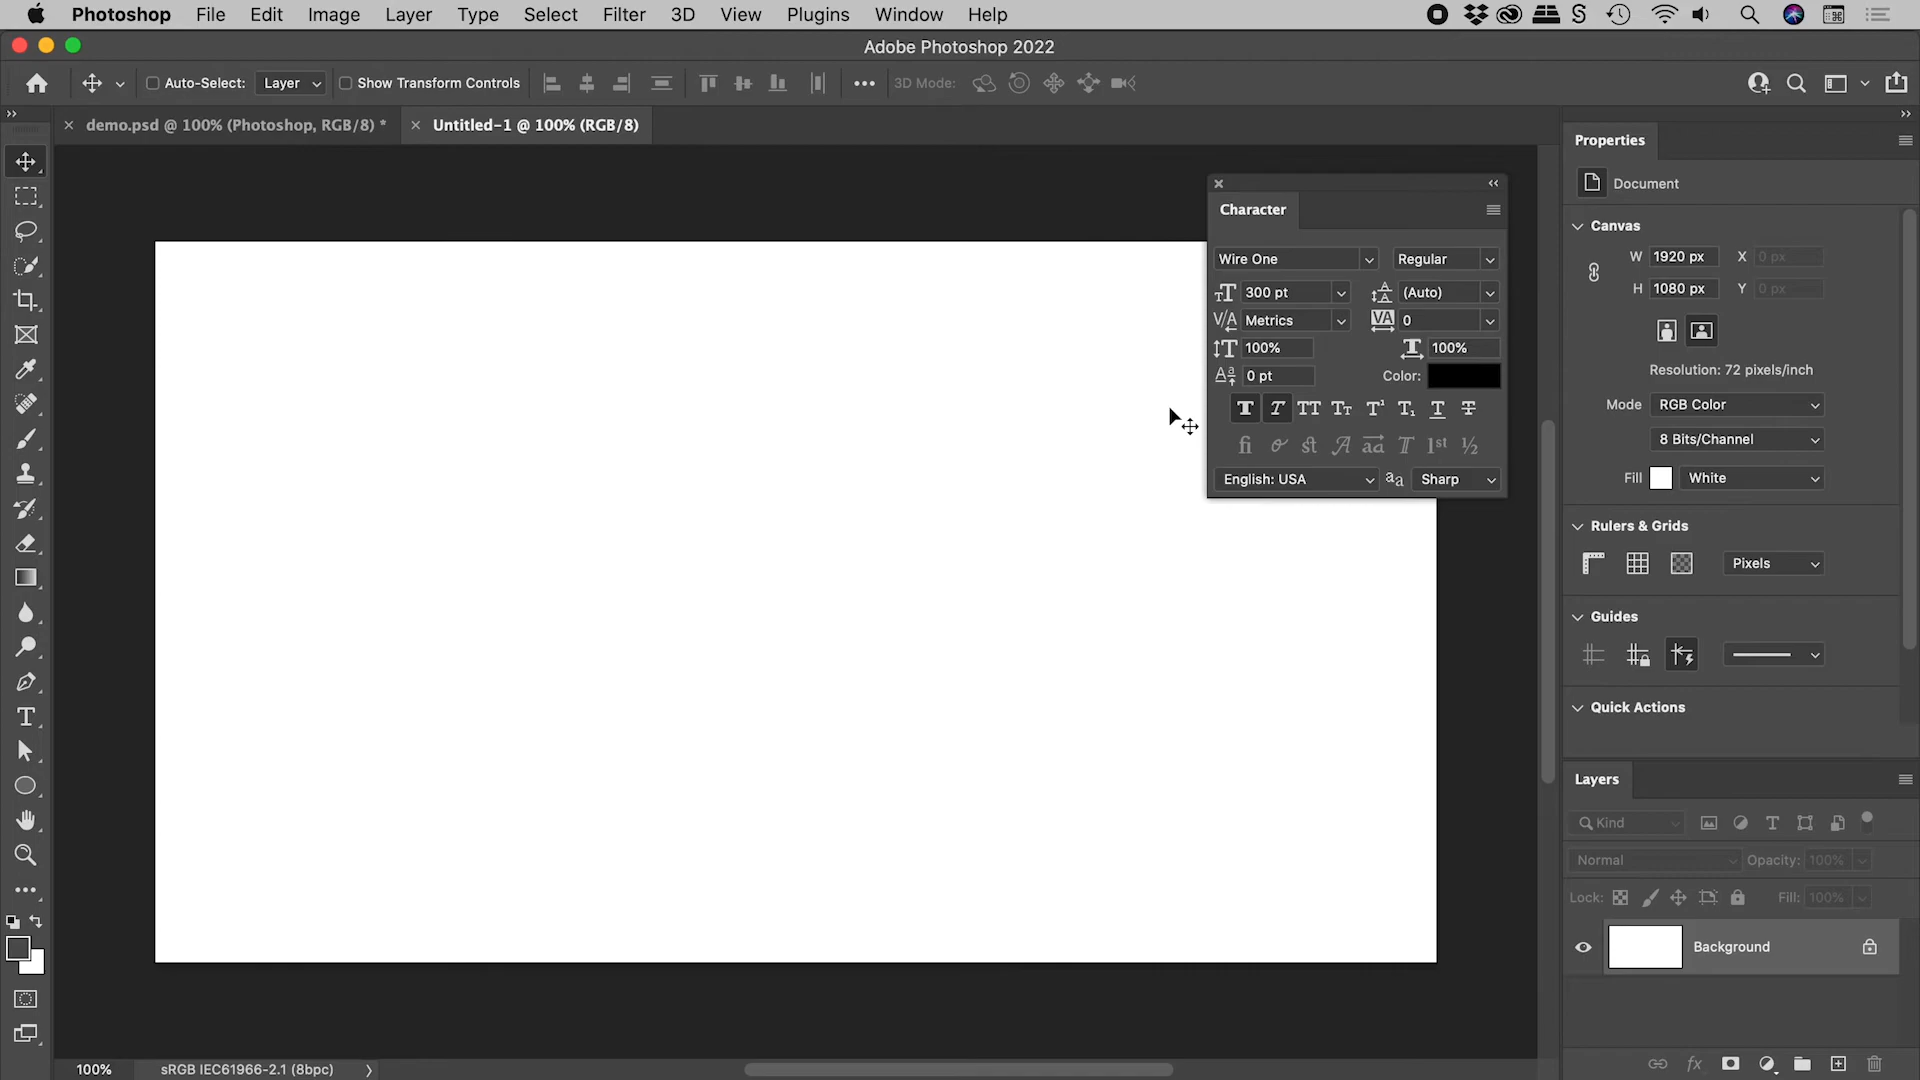 Photoshop File Edit Image Layer Type Select Filter 3D View Plugins Window Help
Adobe Photoshop 2022
Auto-Select: Layer Show Transform Controls 3D Mode:
demo.psd @ 100% (Photoshop, RGB/8) *
Untitled-1 @ 100% (RGB/8)
Character
Wire One Regular
300 pt (Auto)
Metrics 0
100% 100%
0 pt Color:
English: USA Sharp
Properties
Document
Canvas
W 1920 px X 0 px
H 1080 px Y 0 px
Resolution: 72 pixels/inch
Mode RGB Color
8 Bits/Channel
Fill White
Rulers & Grids
Pixels
Guides
Quick Actions
Layers
Kind
Normal Opacity: 100%
Lock: Fill: 100%
Background
100% sRGB IEC61966-2.1 (8bpc)